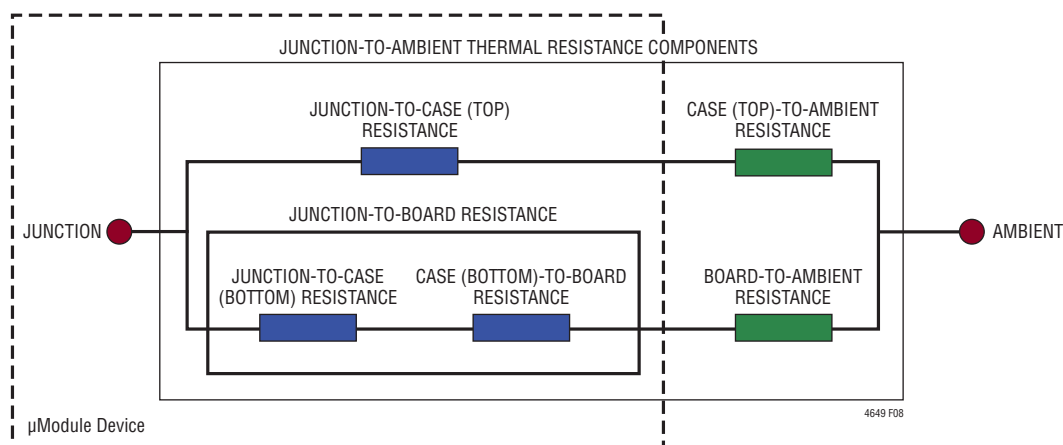 JUNCTION-TO-AMBIENT THERMAL RESISTANCE COMPONENTS
JUNCTION-TO-CASE (TOP)
RESISTANCE
CASE (TOP)-TO-AMBIENT
RESISTANCE
JUNCTION
JUNCTION-TO-BOARD RESISTANCE
AMBIENT
JUNCTION-TO-CASE
(BOTTOM) RESISTANCE
CASE (BOTTOM)-TO-BOARD
RESISTANCE
BOARD-TO-AMBIENT
RESISTANCE
4649 F08
µModule Device